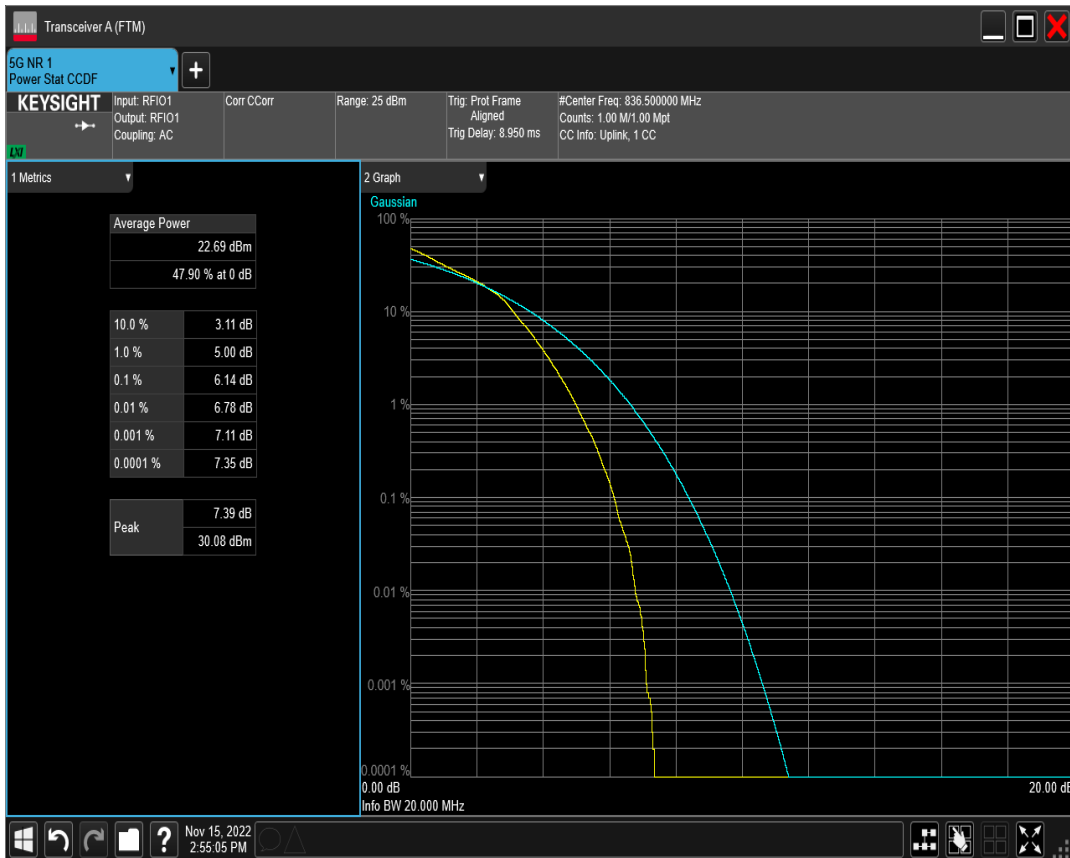 Transceiver A (FTM)
5G NR 1
Power Stat CCDF
+
KEYSIGHT
LXI
Input: RFIO1
Output: RFIO1
Coupling: AC
Corr CCorr
Range: 25 dBm
Trig: Prot Frame
Aligned
Trig Delay: 8.950 ms
#Center Freq: 836.500000 MHz
Counts: 1.00 M/1.00 Mpt
CC Info: Uplink, 1 CC
1 Metrics
Average Power
22.69 dBm
47.90 % at 0 dB
10.0 % 3.11 dB
1.0 % 5.00 dB
0.1 % 6.14 dB
0.01 % 6.78 dB
0.001 % 7.11 dB
0.0001 % 7.35 dB
Peak 7.39 dB
30.08 dBm
2 Graph
Gaussian
100 %
10 %
1 %
0.1 %
0.01 %
0.001 %
0.0001 %
0.00 dB 20.00 dB
Info BW 20.000 MHz
?
Nov 15, 2022
2:55:05 PM